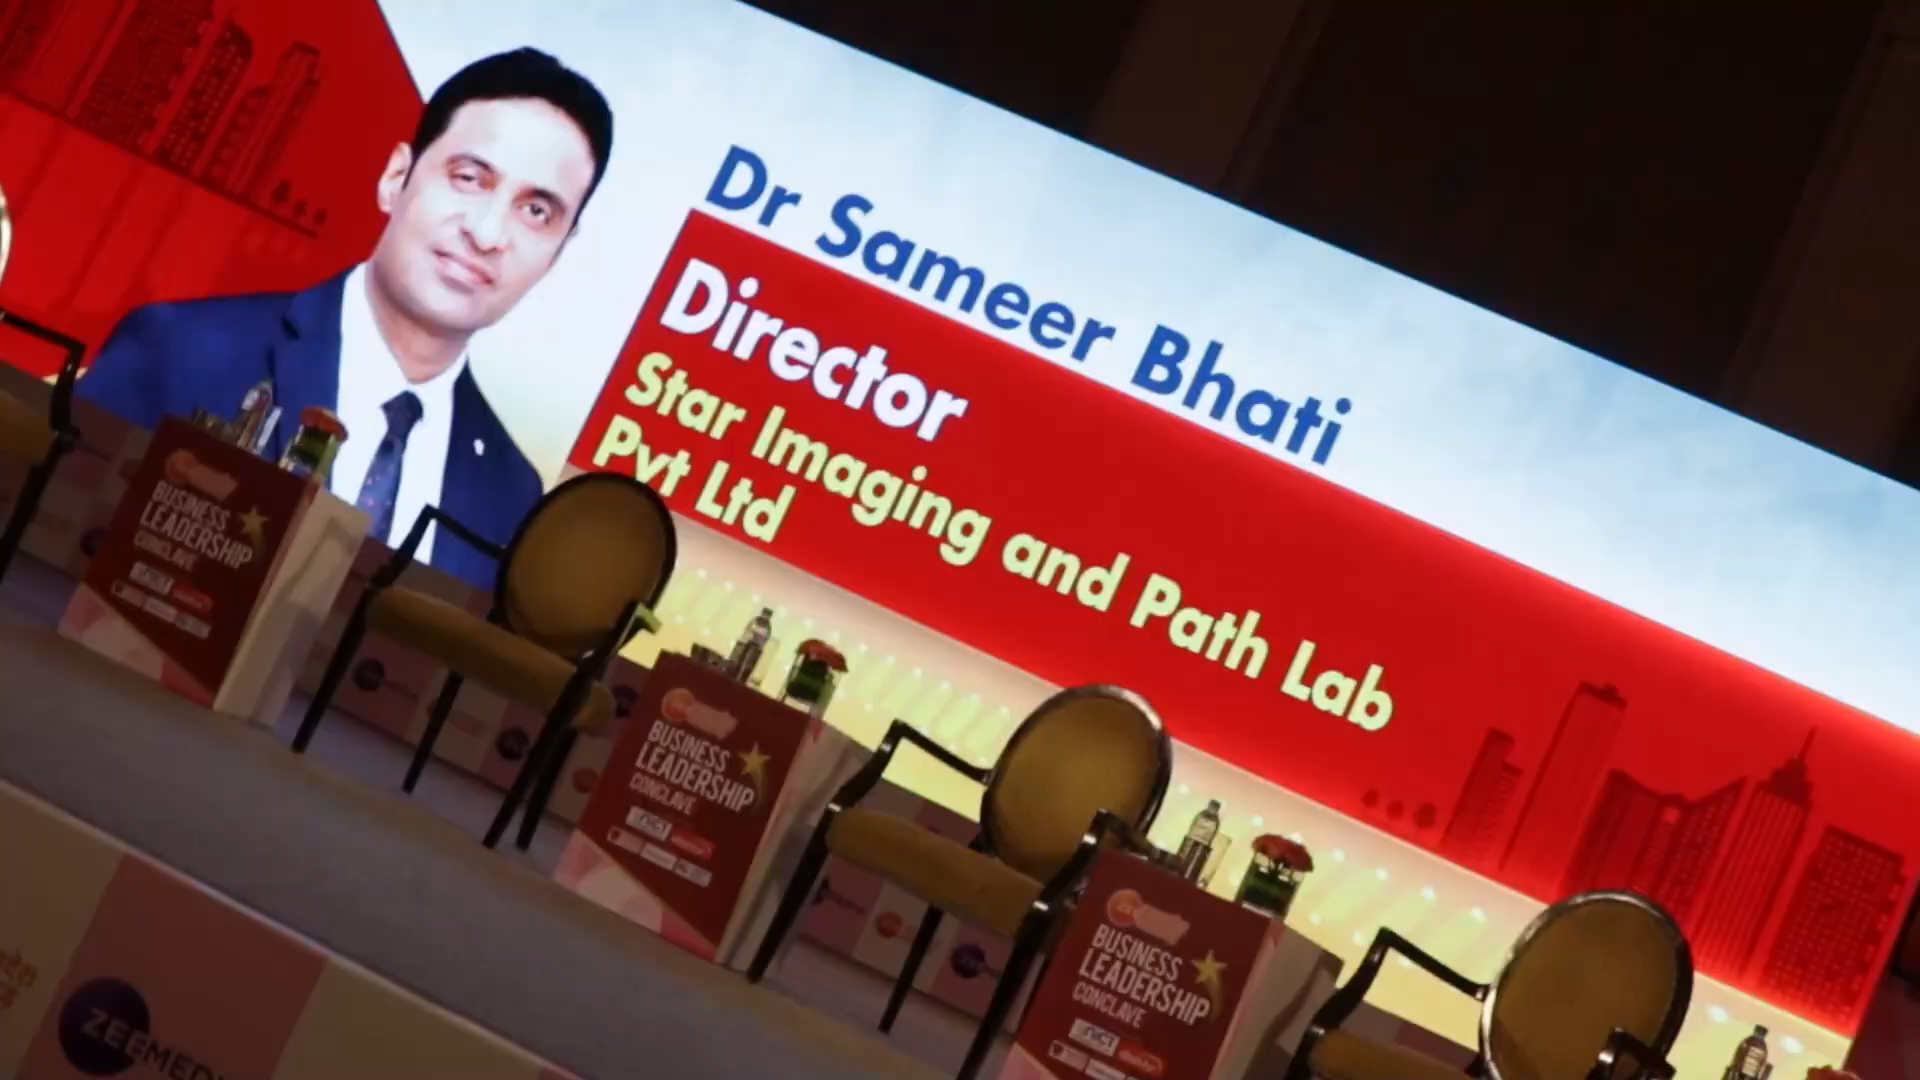 Dr Sameer Bhati
Director
Star Imaging and Path Lab
Pvt Ltd
BUSINESS
LEADERSHIP
CONCLAVE
BUSINESS
LEADERSHIP
CONCLAVE
BUSINESS
LEADERSHIP
CONCLAVE
ZEEMEDI